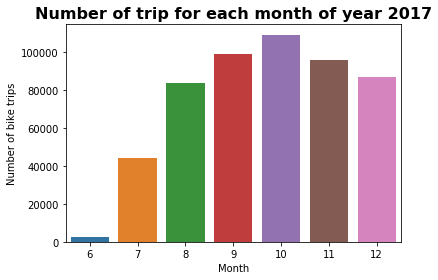 Number of trip for each month of year 2017
100000
80000
60000
40000
20000
0
Number of bike trips
6 7 8 9 10 11 12
Month